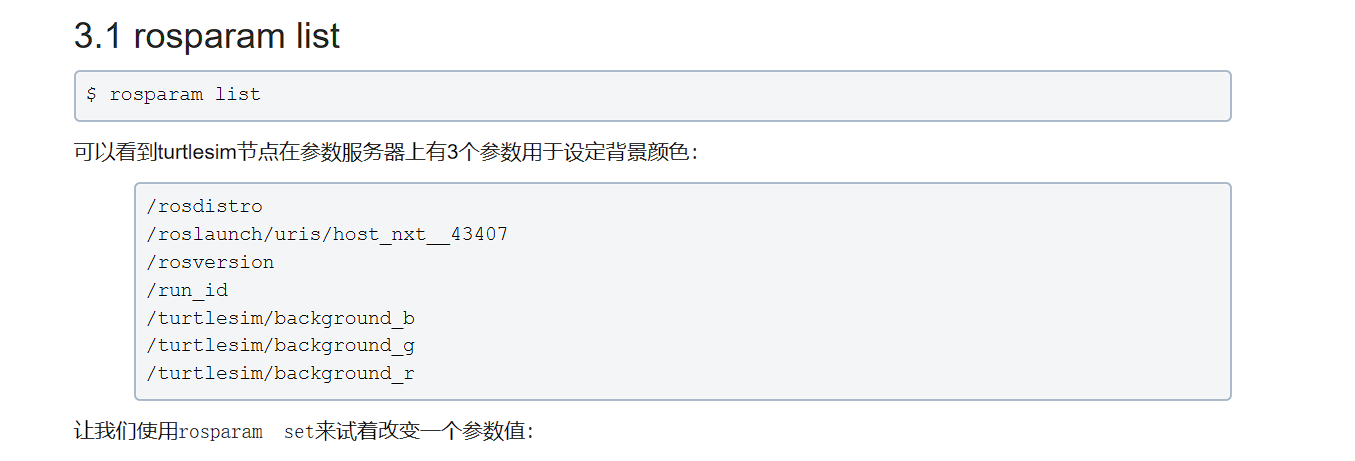 3.1 rosparam list
$ rosparam list
可以看到turtlesim节点在参数服务器上有3个参数用于设定背景颜色：
/rosdistro
/roslaunch/uris/host_nxt__43407
/rosversion
/run_id
/turtlesim/background_b
/turtlesim/background_g
/turtlesim/background_r
让我们使用rosparam set来试着改变一个参数值：